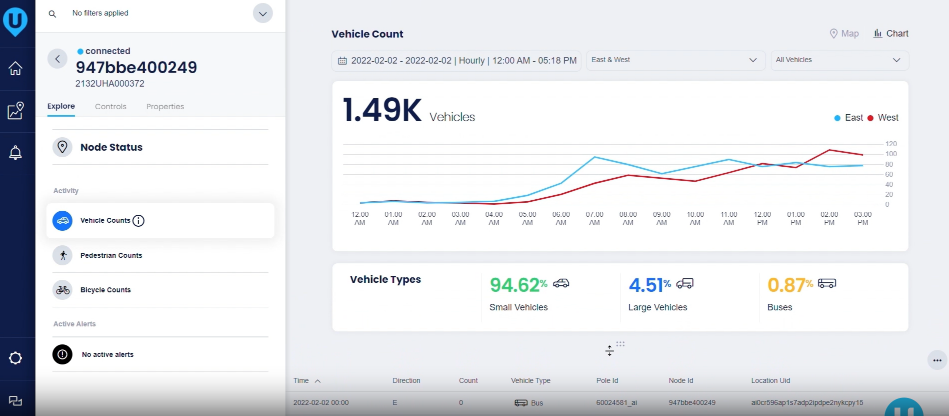 No filters applied
connected
947bbe400249
2132UHA000372
Explore Controls Properties
Node Status
Activity
Vehicle Counts
Pedestrian Counts
Bicycle Counts
Active Alerts
No active alerts
Vehicle Count
Map Chart
2022-02-02 - 2022-02-02 | Hourly | 12:00 AM - 05:18 PM
East & West
All Vehicles
1.49K Vehicles
East West
120
100
80
60
40
20
0
12:00 AM 01:00 AM 02:00 AM 03:00 AM 04:00 AM 05:00 AM 06:00 AM 07:00 AM 08:00 AM 09:00 AM 10:00 AM 11:00 AM 12:00 PM 01:00 PM 02:00 PM 03:00 PM
Vehicle Types
94.62%
Small Vehicles
4.51%
Large Vehicles
0.87%
Buses
Time Direction Count Vehicle Type Pole Id Node Id Location Uid
2022-02-02 00:00 E 0 Bus 60024581_ai 947bbe400249